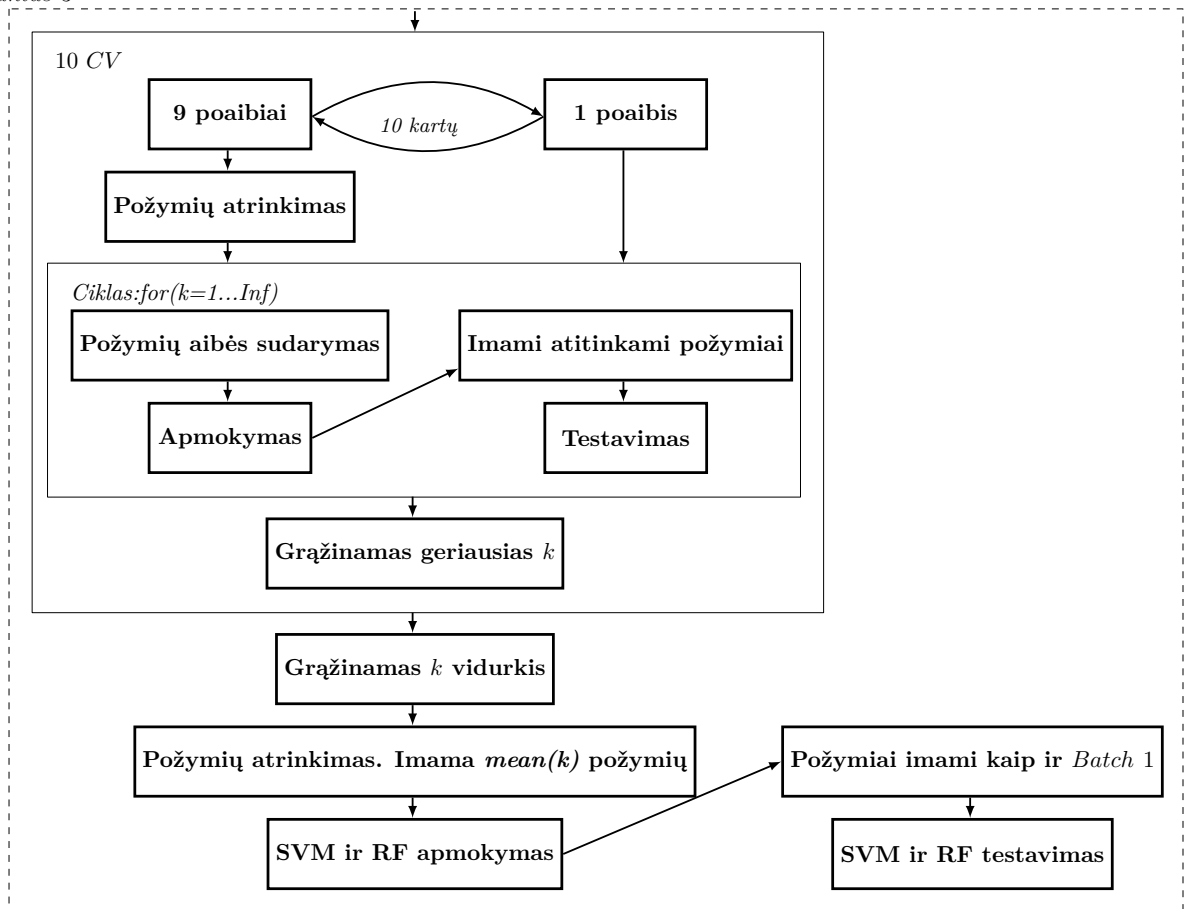 10 CV
9 poaibiai
10 kartų
1 poaibis
Požymių atrinkimas
Ciklas:for(k=1...Inf)
Požymių aibės sudarymas
Imami atitinkami požymiai
Apmokymas
Testavimas
Grąžinamas geriausias k
Grąžinamas k vidurkis
Požymių atrinkimas. Imama mean(k) požymių
Požymiai imami kaip ir Batch 1
SVM ir RF apmokymas
SVM ir RF testavimas